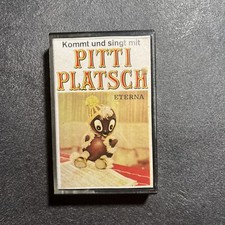 Kommt und singt mit
PITTI
PLATSCH
ETERNA